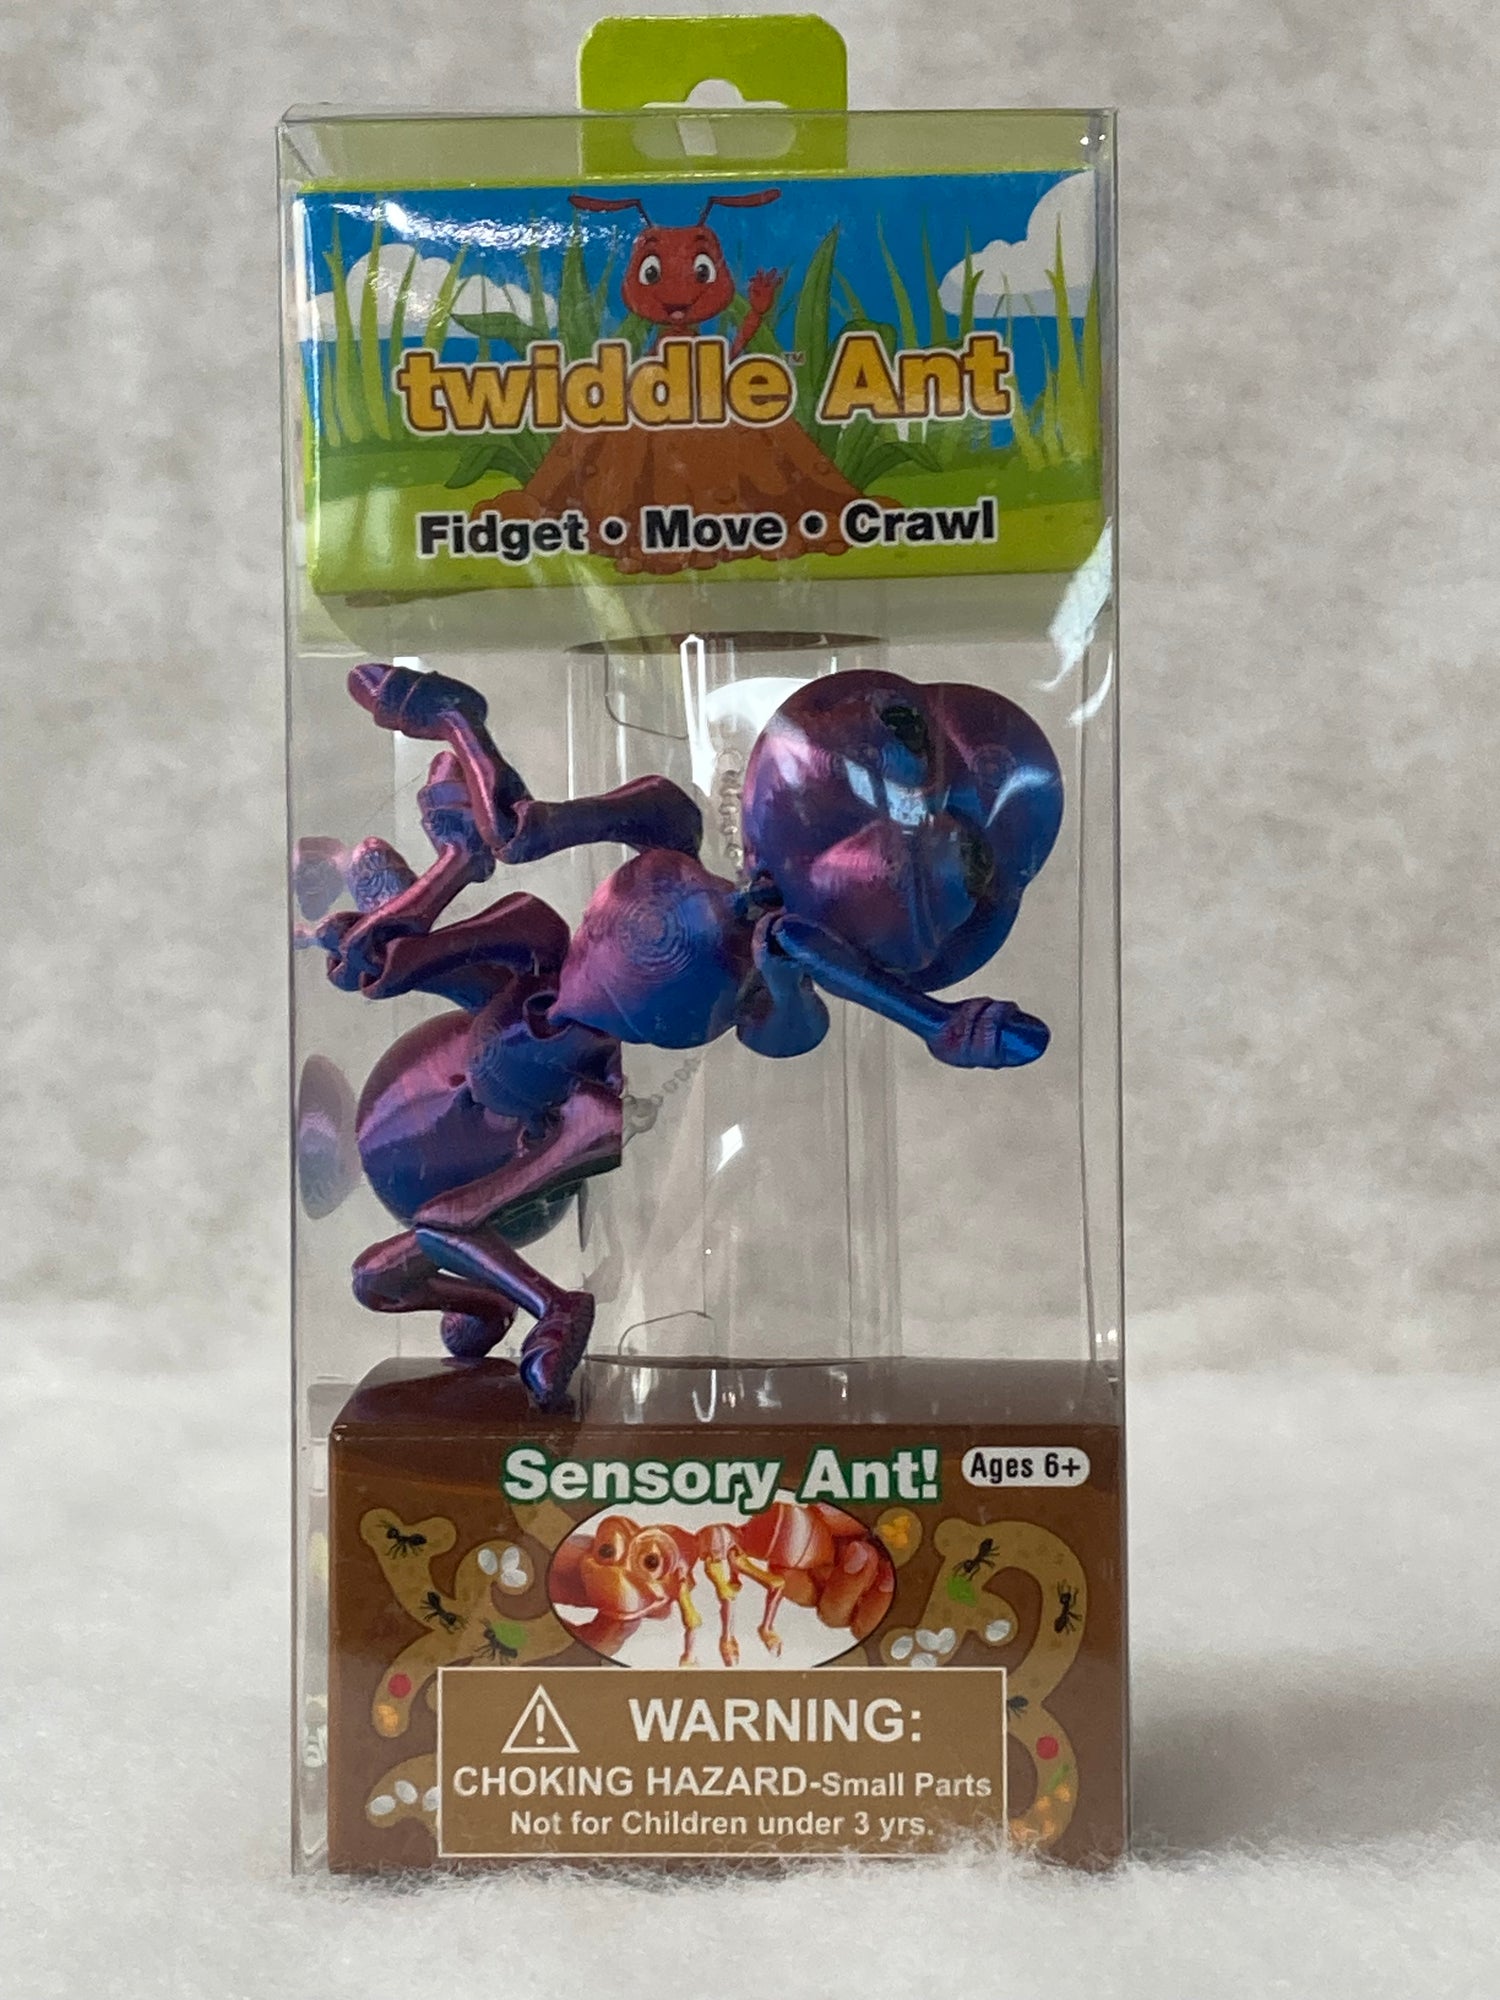 twiddle™ Ant
Fidget • Move • Crawl
Sensory Ant!
Ages 6+
WARNING:
CHOKING HAZARD-Small Parts
Not for Children under 3 yrs.